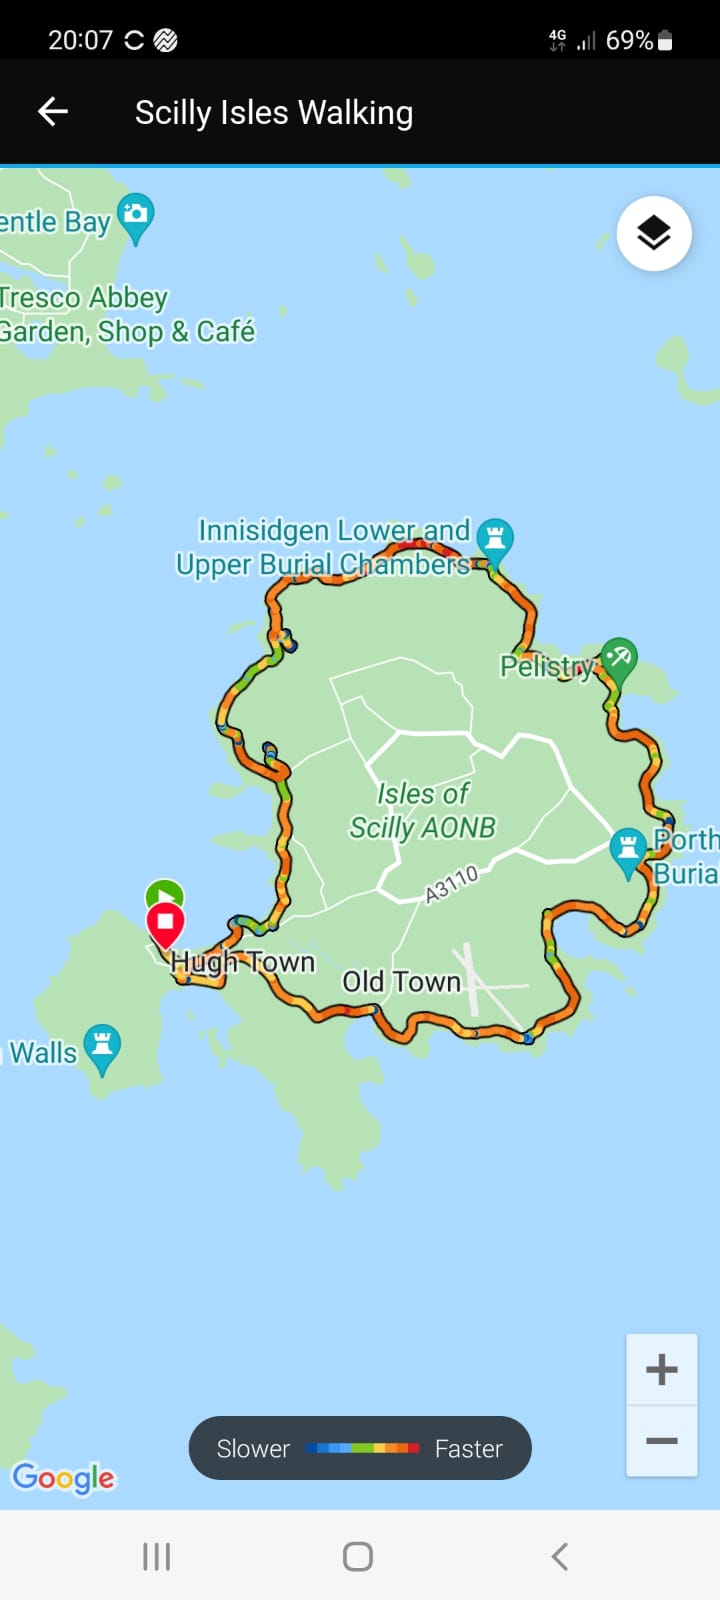 20:07
4G
69%
Scilly Isles Walking
entle Bay
Tresco Abbey
Garden, Shop & Café
Innisidgen Lower and
Upper Burial Chambers
Pelistry
Isles of
Scilly AONB
Porth
Buria
A3110
Hugh Town
Old Town
Walls
Slower
Faster
Google